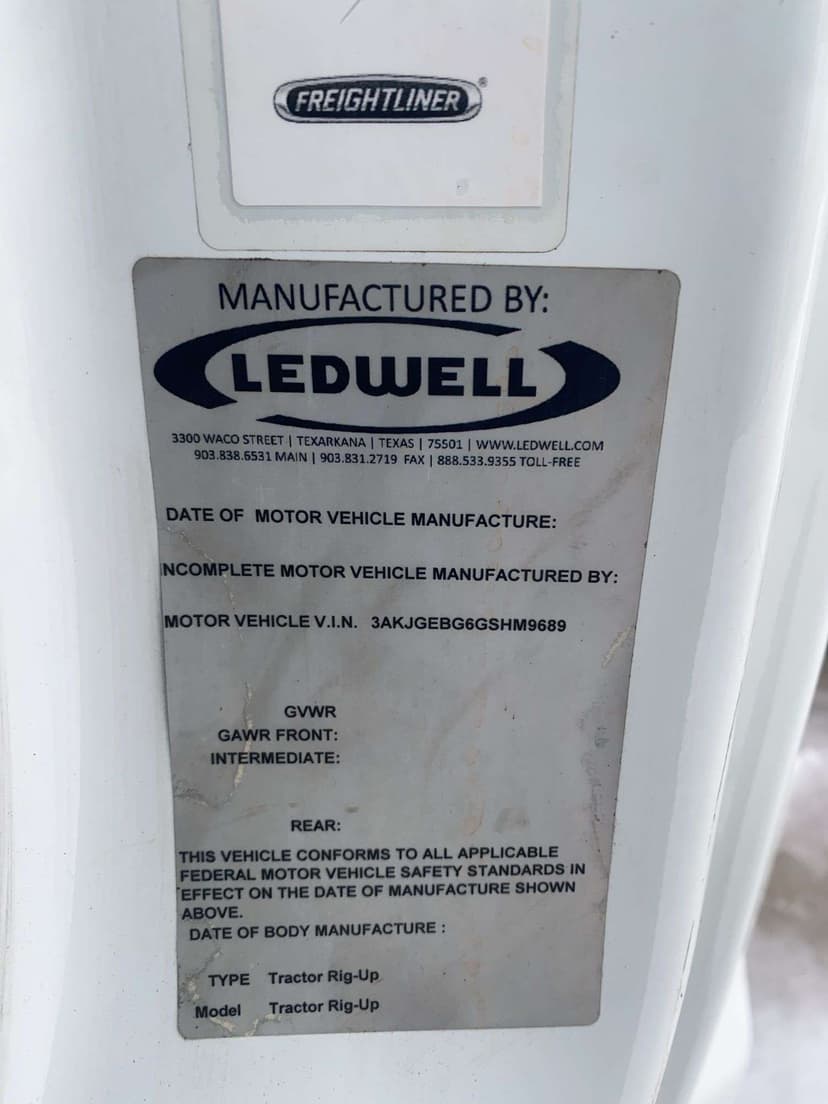 FREIGHTLINER®
MANUFACTURED BY:
LEDWELL
3300 WACO STREET | TEXARKANA | TEXAS | 75501 | WWW.LEDWELL.COM
903.838.6531 MAIN | 903.831.2719 FAX | 888.533.9355 TOLL-FREE
DATE OF MOTOR VEHICLE MANUFACTURE:
INCOMPLETE MOTOR VEHICLE MANUFACTURED BY:
MOTOR VEHICLE V.I.N. 3AKJGEBG6GSHM9689
GVWR
GAWR FRONT:
INTERMEDIATE:
REAR:
THIS VEHICLE CONFORMS TO ALL APPLICABLE
FEDERAL MOTOR VEHICLE SAFETY STANDARDS IN
EFFECT ON THE DATE OF MANUFACTURE SHOWN
ABOVE.
DATE OF BODY MANUFACTURE :
TYPE Tractor Rig-Up
Model Tractor Rig-Up